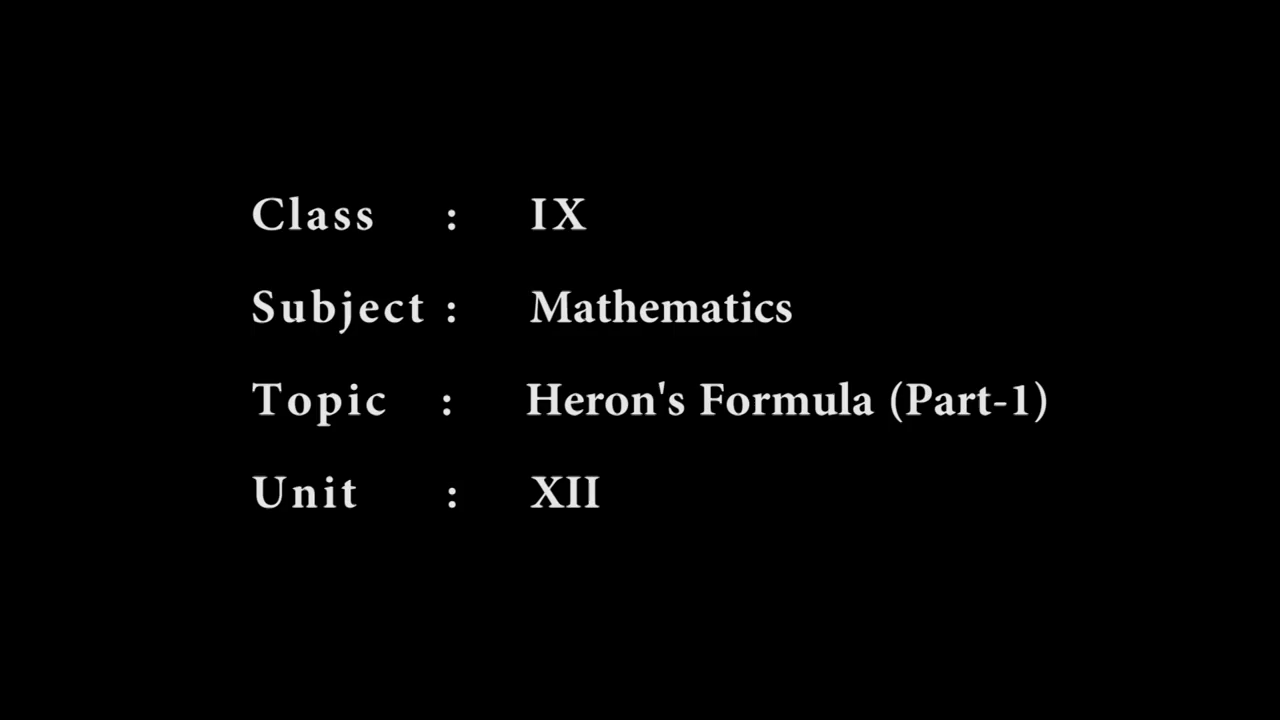 Class : IX
Subject : Mathematics
Topic : Heron's Formula (Part-1)
Unit : XII